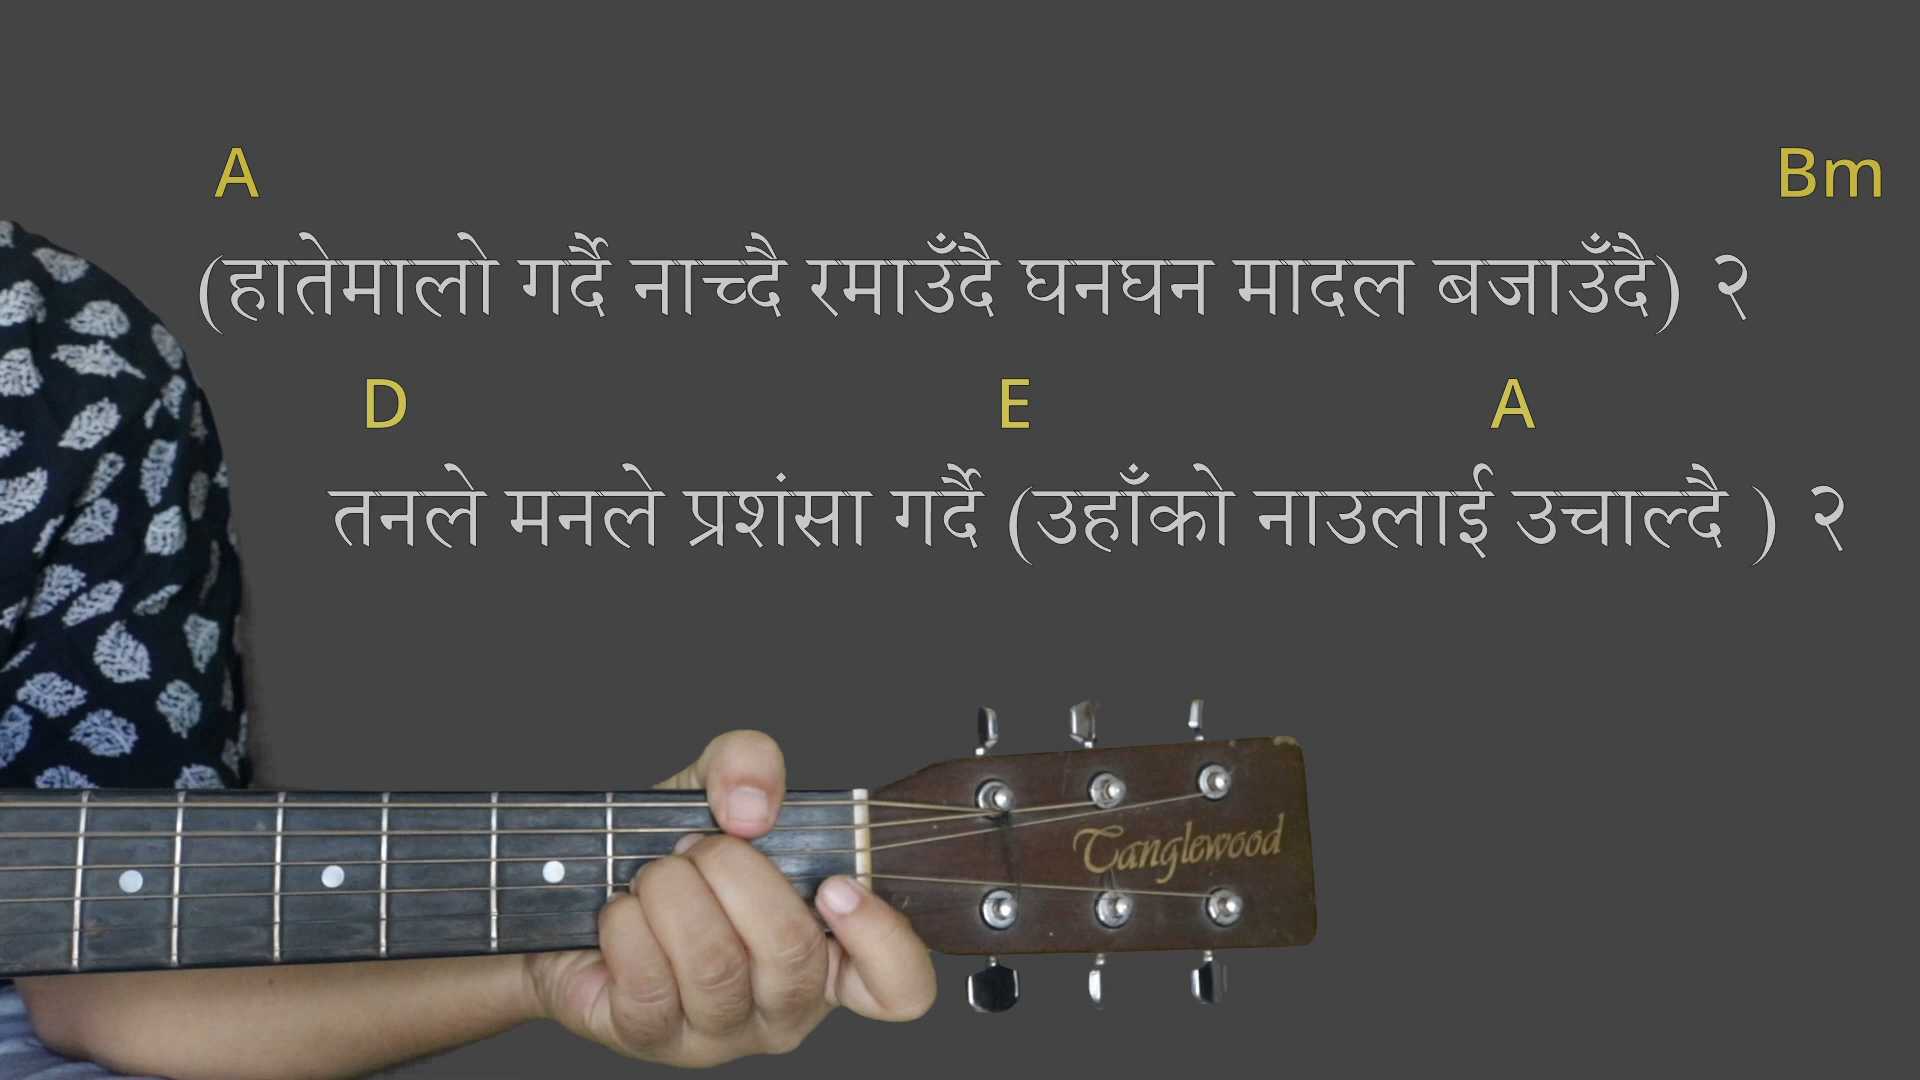 A Bm
(हातेमालो गर्दै नाच्दै रमाउँदै घनघन मादल बजाउँदै) २
D E A
तनले मनले प्रशंसा गर्दै (उहाँको नाउलाई उचाल्दै ) २
Tanglewood